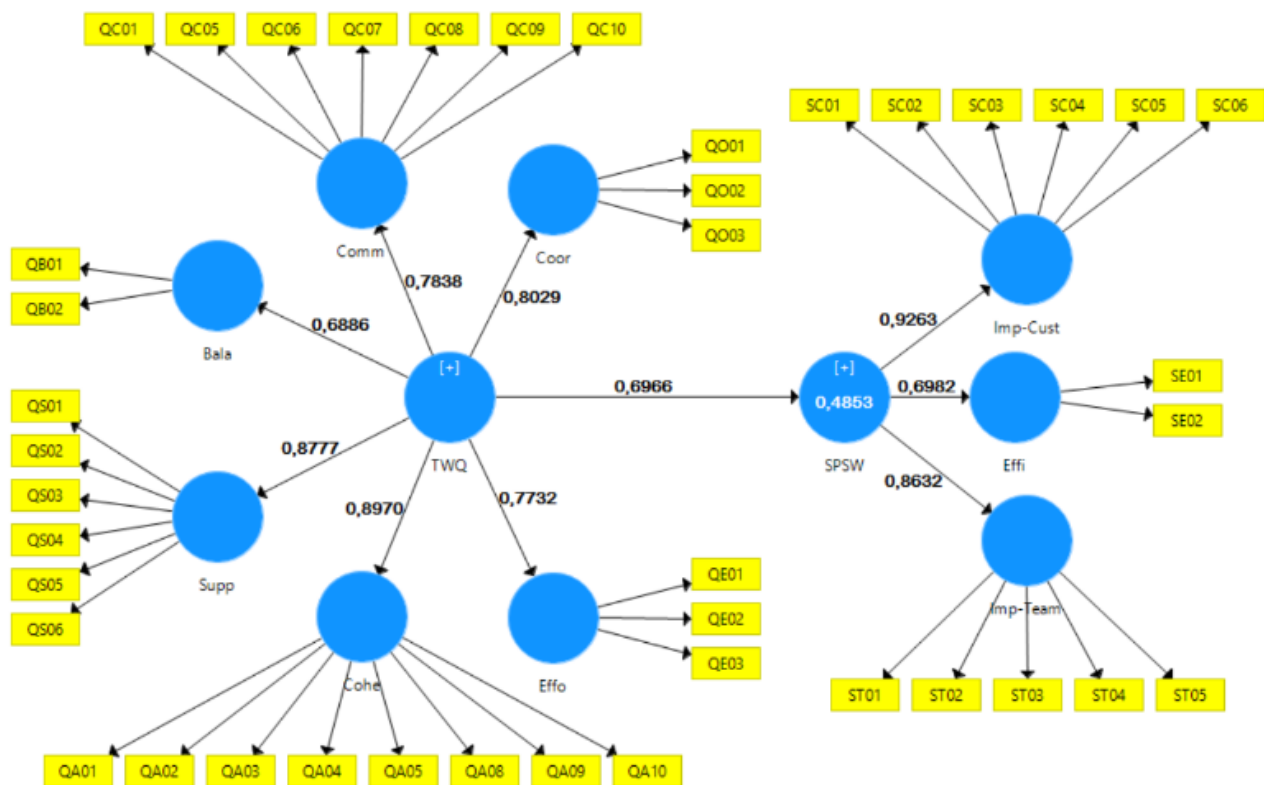 QC01 QC05 QC06 QC07 QC08 QC09 QC10
SC01 SC02 SC03 SC04 SC05 SC06
QO01
QO02
QO03
Comm
Coor
QB01
QB02
Bala
0,7838
0,8029
0,6886
Imp-Cust
0,9263
[+]
TWQ
0,6966
[+]
0,4853
SPSW
0,6982
Effi
SE01
SE02
QS01
QS02
QS03
QS04
QS05
QS06
Supp
0,8777
0,8970
0,7732
0,8632
Imp-Team
Cohe
Effo
QE01
QE02
QE03
ST01 ST02 ST03 ST04 ST05
QA01 QA02 QA03 QA04 QA05 QA08 QA09 QA10